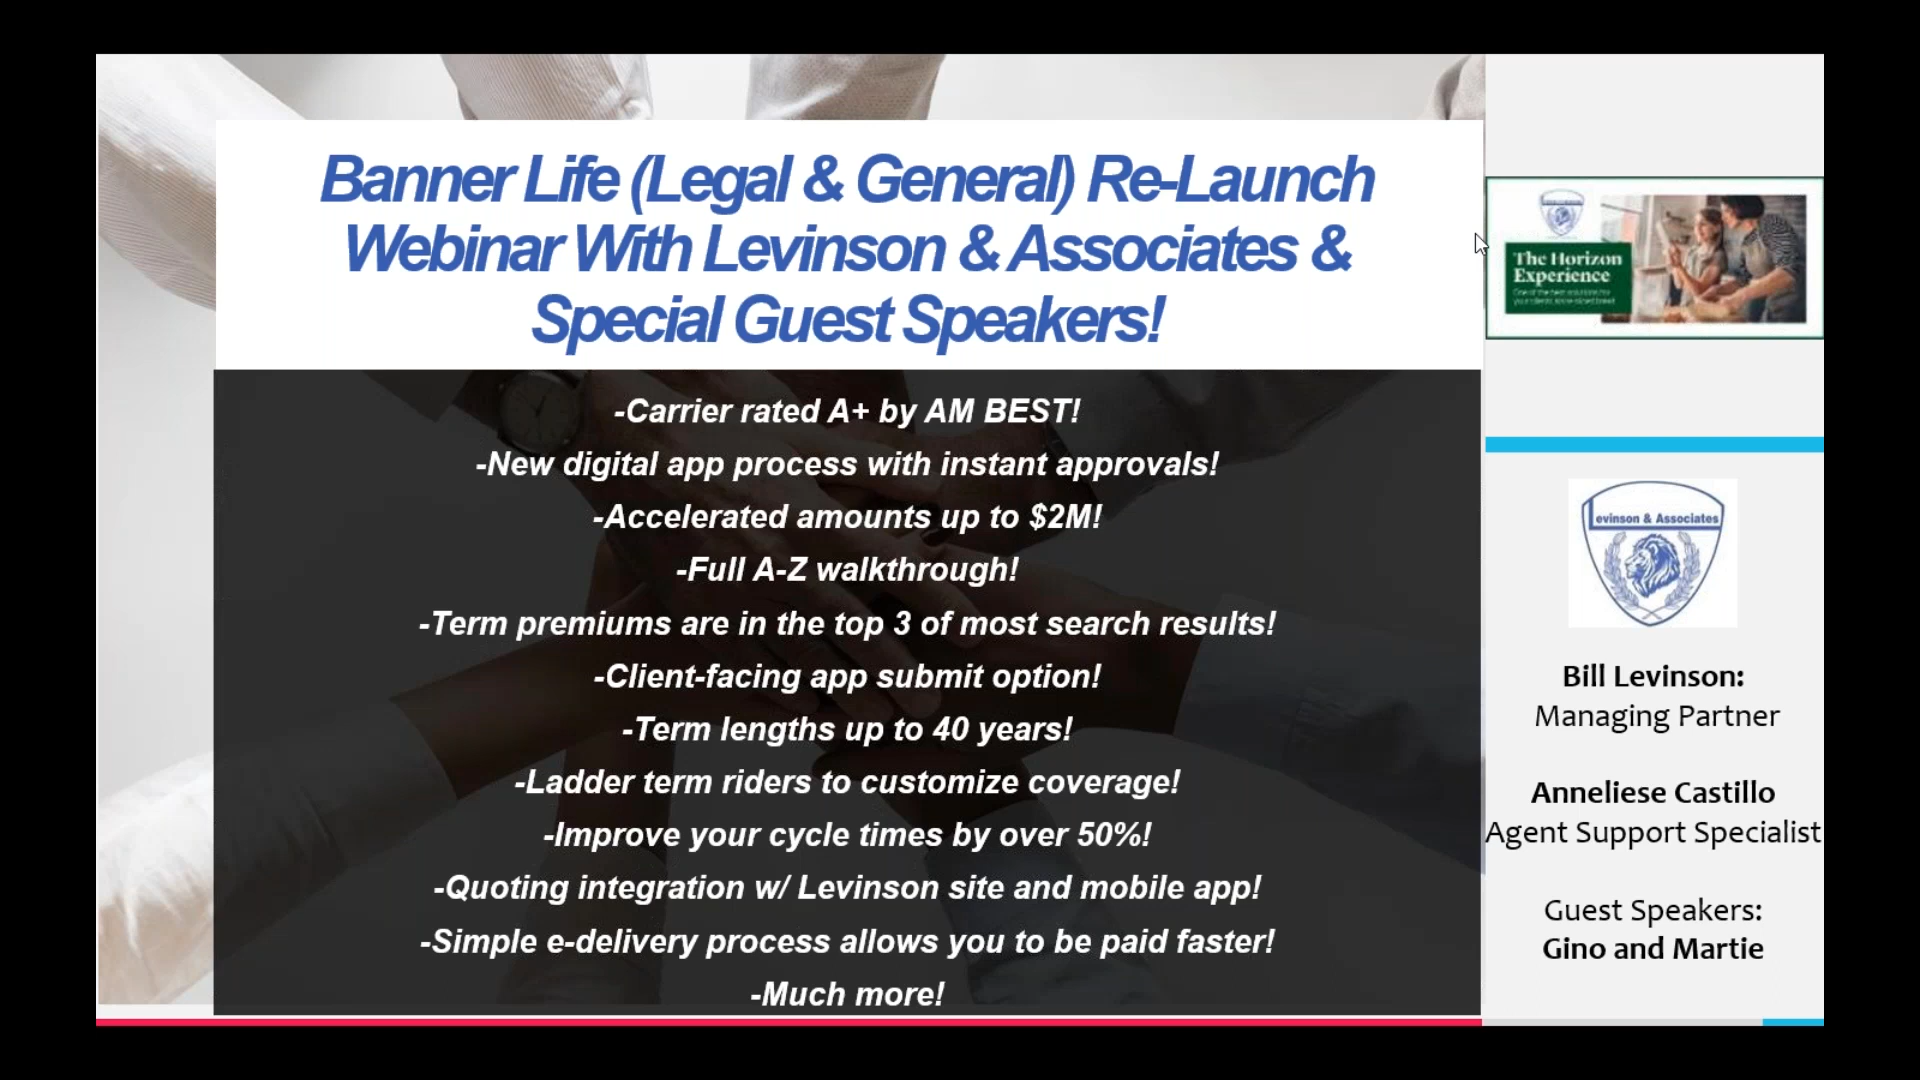 Banner Life (Legal & General) Re-Launch
Webinar With Levinson & Associates &
Special Guest Speakers!
-Carrier rated A+ by AM BEST!
-New digital app process with instant approvals!
-Accelerated amounts up to $2M!
-Full A-Z walkthrough!
-Term premiums are in the top 3 of most search results!
-Client-facing app submit option!
-Term lengths up to 40 years!
-Ladder term riders to customize coverage!
-Improve your cycle times by over 50%!
-Quoting integration w/ Levinson site and mobile app!
-Simple e-delivery process allows you to be paid faster!
-Much more!
The Horizon
Experience
Levinson & Associates
Bill Levinson:
Managing Partner
Anneliese Castillo
Agent Support Specialist
Guest Speakers:
Gino and Martie